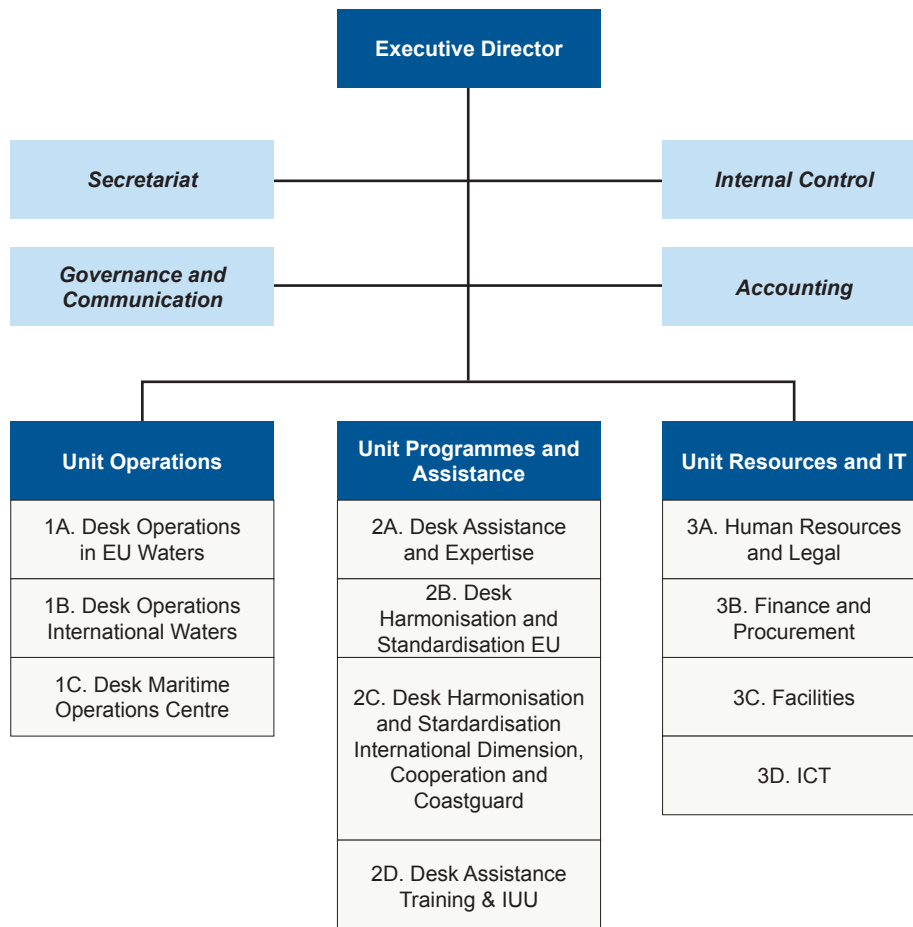 Executive Director
Secretariat
Internal Control
Governance and
Communication
Accounting
Unit Operations
1A. Desk Operations
in EU Waters
1B. Desk Operations
International Waters
1C. Desk Maritime
Operations Centre
Unit Programmes and
Assistance
2A. Desk Assistance
and Expertise
2B. Desk
Harmonisation and
Standardisation EU
2C. Desk Harmonisation
and Stardardisation
International Dimension,
Cooperation and
Coastguard
2D. Desk Assistance
Training & IUU
Unit Resources and IT
3A. Human Resources
and Legal
3B. Finance and
Procurement
3C. Facilities
3D. ICT